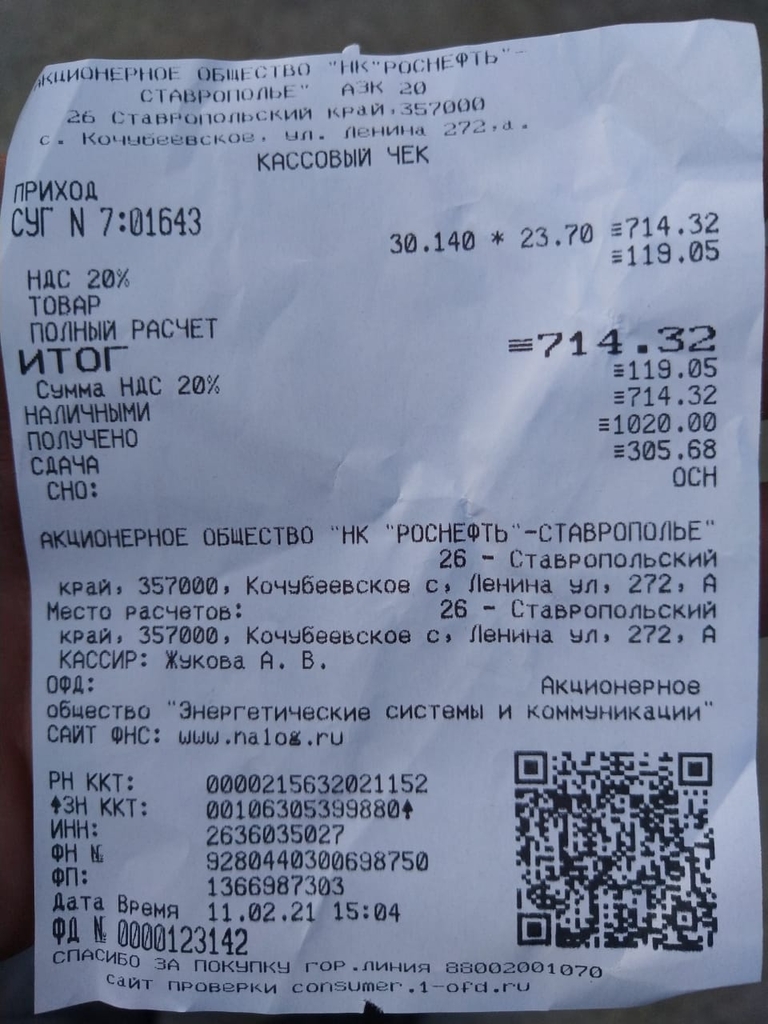 АКЦИОНЕРНОЕ ОБЩЕСТВО "НК"РОСНЕФТЬ"-
СТАВРОПОЛЬЕ" АЗК 20
26 Ставропольский край,357000
с. Кочубеевское, ул. Ленина 272,а.
КАССОВЫЙ ЧЕК
ПРИХОД
СУГ N 7:01643
30.140 * 23.70 ≡714.32
НДС 20% ≡119.05
ТОВАР
ПОЛНЫЙ РАСЧЕТ
ИТОГ ≡714.32
Сумма НДС 20% ≡119.05
НАЛИЧНЫМИ ≡714.32
ПОЛУЧЕНО ≡1020.00
СДАЧА ≡305.68
СНО: ОСН
АКЦИОНЕРНОЕ ОБЩЕСТВО "НК "РОСНЕФТЬ"-СТАВРОПОЛЬЕ"
26 - Ставропольский
край, 357000, Кочубеевское с, Ленина ул, 272, А
Место расчетов: 26 - Ставропольский
край, 357000, Кочубеевское с, Ленина ул, 272, А
КАССИР: Жукова А. В.
ОФД: Акционерное
общество "Энергетические системы и коммуникации"
САЙТ ФНС: www.nalog.ru
РН ККТ: 0000215632021152
↑ЗН ККТ: 00106305399880↑
ИНН: 2636035027
ФН № 9280440300698750
ФП: 1366987303
Дата Время 11.02.21 15:04
ФД № 0000123142
СПАСИБО ЗА ПОКУПКУ ГОР.ЛИНИЯ 88002001070
сайт проверки consumer.1-ofd.ru